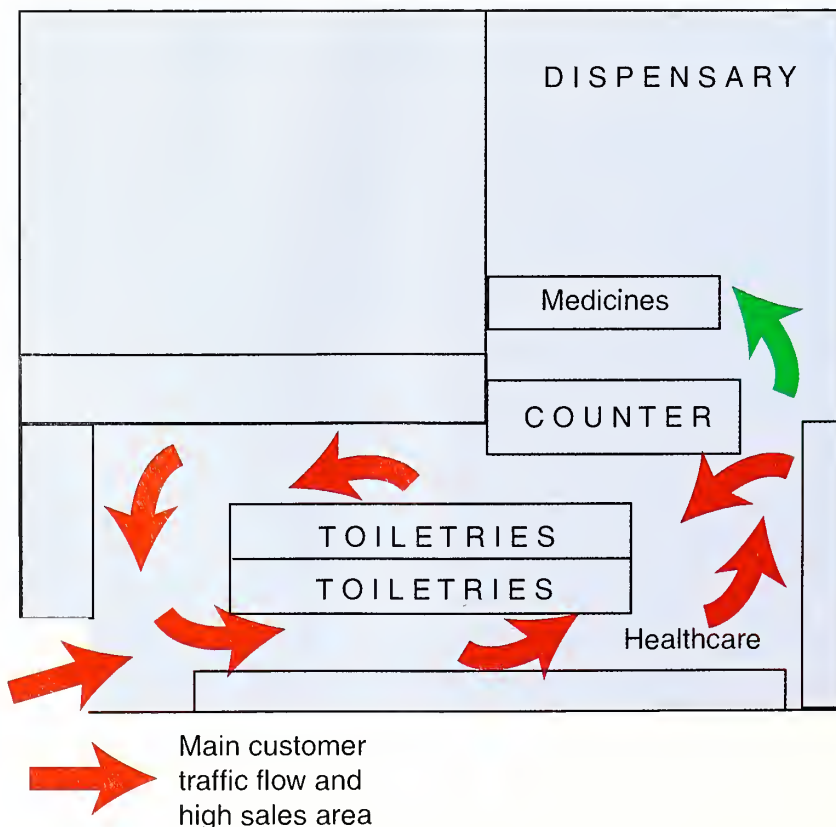 DISPENSARY
Medicines
COUNTER
TOILETRIES
TOILETRIES
Healthcare
Main customer
traffic flow and
high sales area